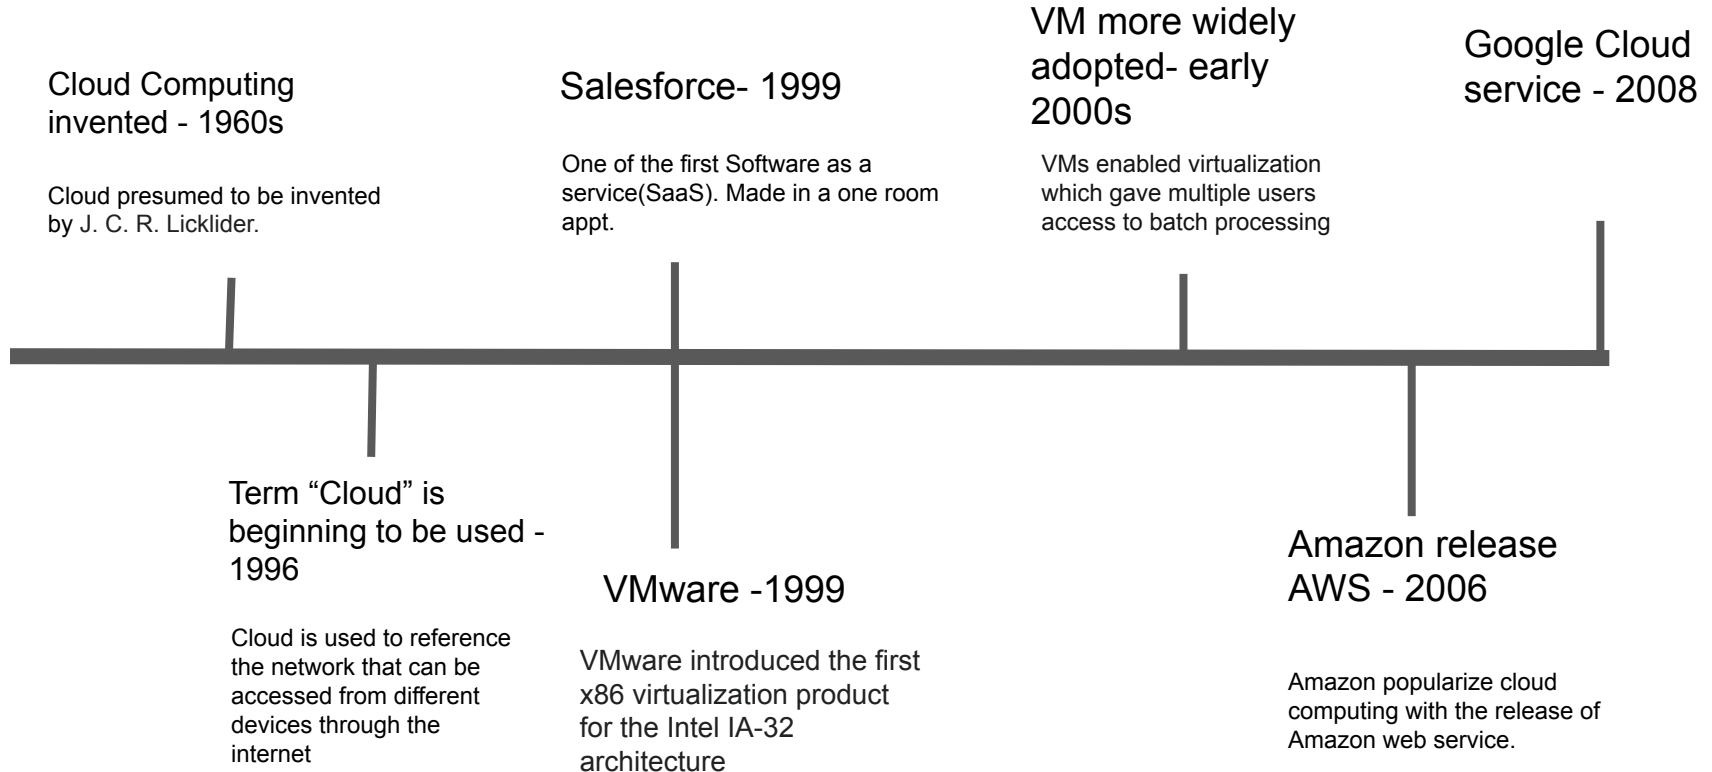 Cloud Computing
invented - 1960s
Cloud presumed to be invented
by J. C. R. Licklider.
Term “Cloud” is
beginning to be used -
1996
Cloud is used to reference
the network that can be
accessed from different
devices through the
internet
Salesforce- 1999
One of the first Software as a
service(SaaS). Made in a one room
appt.
VMware -1999
VMware introduced the first
x86 virtualization product
for the Intel IA-32
architecture
VM more widely
adopted- early
2000s
VMs enabled virtualization
which gave multiple users
access to batch processing
Amazon release
AWS - 2006
Amazon popularize cloud
computing with the release of
Amazon web service.
Google Cloud
service - 2008